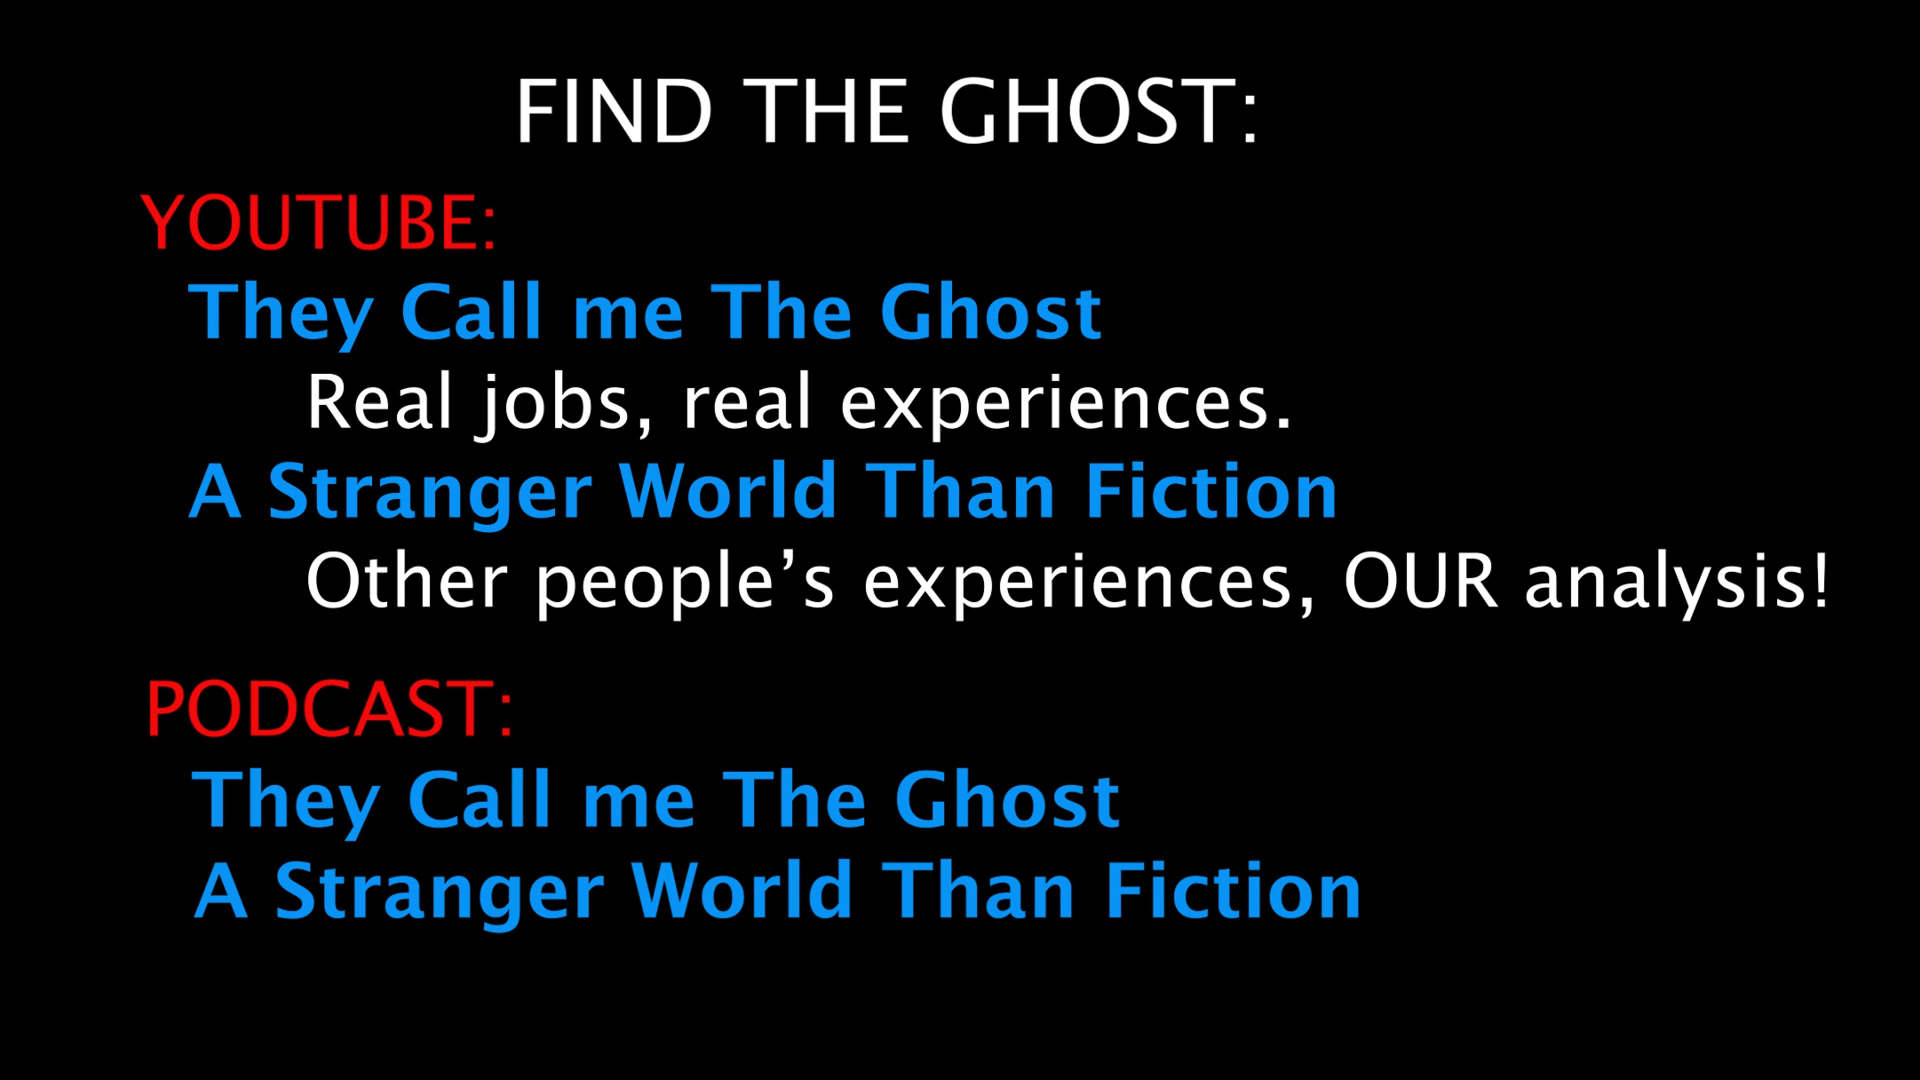 FIND THE GHOST:
YOUTUBE:
They Call me The Ghost
Real jobs, real experiences.
A Stranger World Than Fiction
Other people’s experiences, OUR analysis!
PODCAST:
They Call me The Ghost
A Stranger World Than Fiction